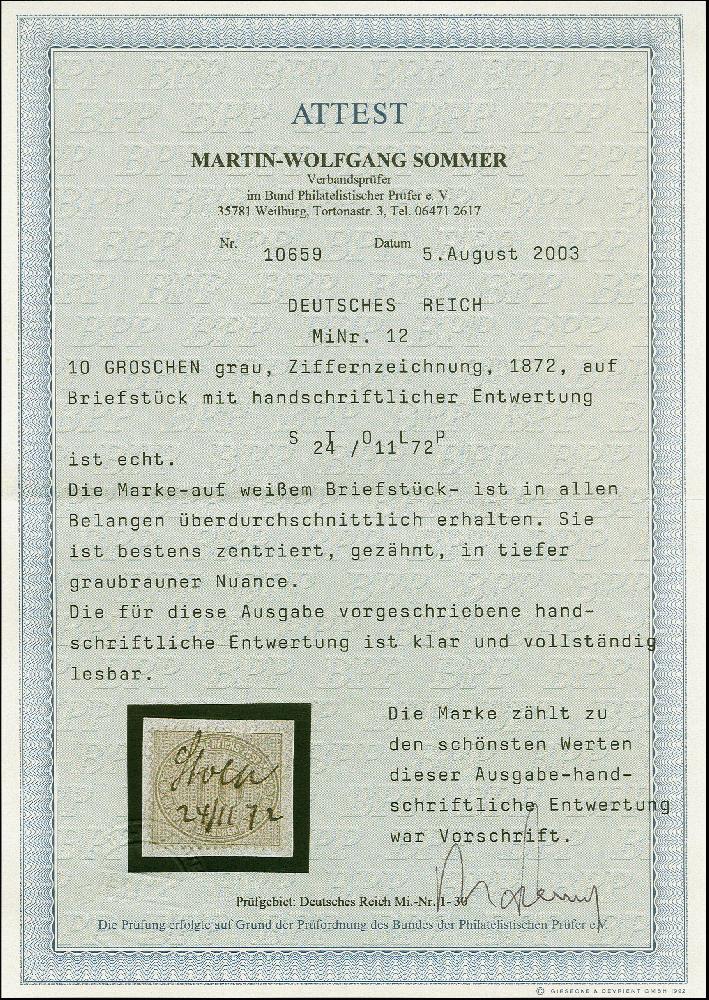 ATTEST
MARTIN-WOLFGANG SOMMER
Verbandsprüfer
im Bund Philatelistischer Prüfer e. V
35781 Weilburg, Tortonastr. 3, Tel. 06471 2617
Nr. 10659 Datum 5.August 2003
DEUTSCHES REICH
MiNr. 12
10 GROSCHEN grau, Ziffernzeichnung, 1872, auf
Briefstück mit handschriftlicher Entwertung
S T O L P
24 / 11 72
ist echt.
Die Marke-auf weißem Briefstück- ist in allen
Belangen überdurchschnittlich erhalten. Sie
ist bestens zentriert, gezähnt, in tiefer
graubrauner Nuance.
Die für diese Ausgabe vorgeschriebene hand-
schriftliche Entwertung ist klar und vollständig
lesbar.
Die Marke zählt zu
den schönsten Werten
dieser Ausgabe-hand-
schriftliche Entwertung
war Vorschrift.
24/11 72
Prüfgebiet: Deutsches Reich Mi.-Nr. 1- 30
Die Prüfung erfolgte auf Grund der Prüfordnung des Bundes der Philatelistischen Prüfer e.V.
© GIESECKE & DEVRIENT GMBH 1992